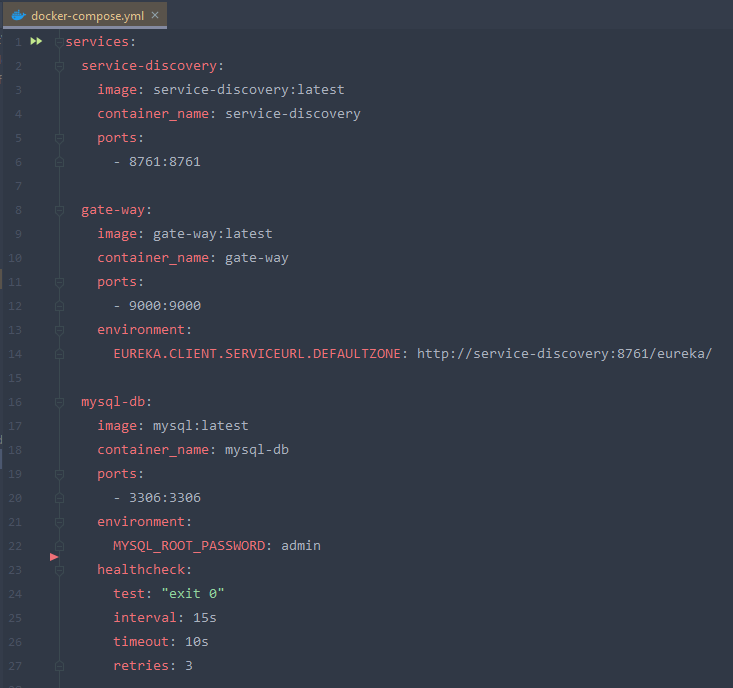 docker-compose.yml ×
1 services:
2 service-discovery:
3 image: service-discovery:latest
4 container_name: service-discovery
5 ports:
6 - 8761:8761
7
8 gate-way:
9 image: gate-way:latest
10 container_name: gate-way
11 ports:
12 - 9000:9000
13 environment:
14 EUREKA.CLIENT.SERVICEURL.DEFAULTZONE: http://service-discovery:8761/eureka/
15
16 mysql-db:
17 image: mysql:latest
18 container_name: mysql-db
19 ports:
20 - 3306:3306
21 environment:
22 MYSQL_ROOT_PASSWORD: admin
23 healthcheck:
24 test: "exit 0"
25 interval: 15s
26 timeout: 10s
27 retries: 3